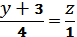 y + 3 / 4 = z / 1